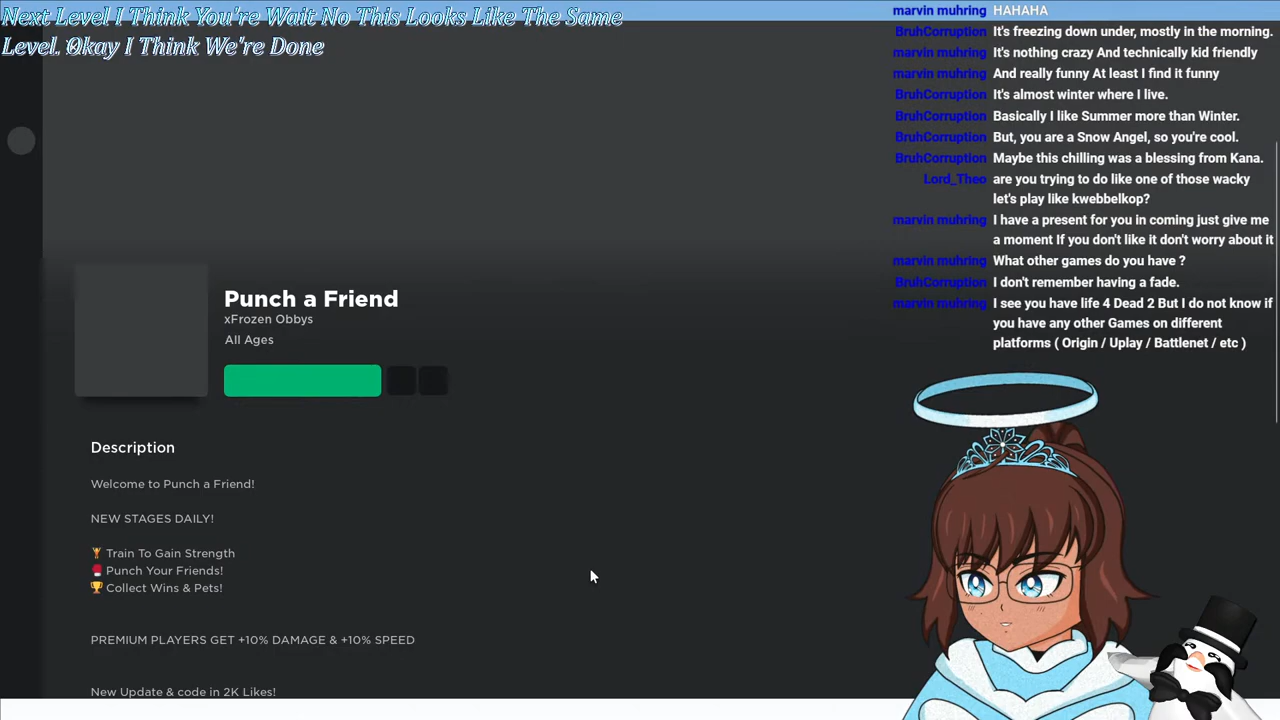 Next Level I Think You're Wait No This Looks Like The Same
Level. Okay I Think We're Done
marvin muhring HAHAHA
BruhCorruption It's freezing down under, mostly in the morning.
marvin muhring It's nothing crazy And technically kid friendly
marvin muhring And really funny At least I find it funny
BruhCorruption It's almost winter where I live.
BruhCorruption Basically I like Summer more than Winter.
BruhCorruption But, you are a Snow Angel, so you're cool.
BruhCorruption Maybe this chilling was a blessing from Kana.
Lord_Theo are you trying to do like one of those wacky
let's play like kwebbelkop?
marvin muhring I have a present for you in coming just give me
a moment If you don't like it don't worry about it
marvin muhring What other games do you have ?
BruhCorruption I don't remember having a fade.
marvin muhring I see you have life 4 Dead 2 But I do not know if
you have any other Games on different
platforms ( Origin / Uplay / Battlenet / etc )
Punch a Friend
xFrozen Obbys
All Ages
Description
Welcome to Punch a Friend!
NEW STAGES DAILY!
Train To Gain Strength
Punch Your Friends!
Collect Wins & Pets!
PREMIUM PLAYERS GET +10% DAMAGE & +10% SPEED
New Update & code in 2K Likes!